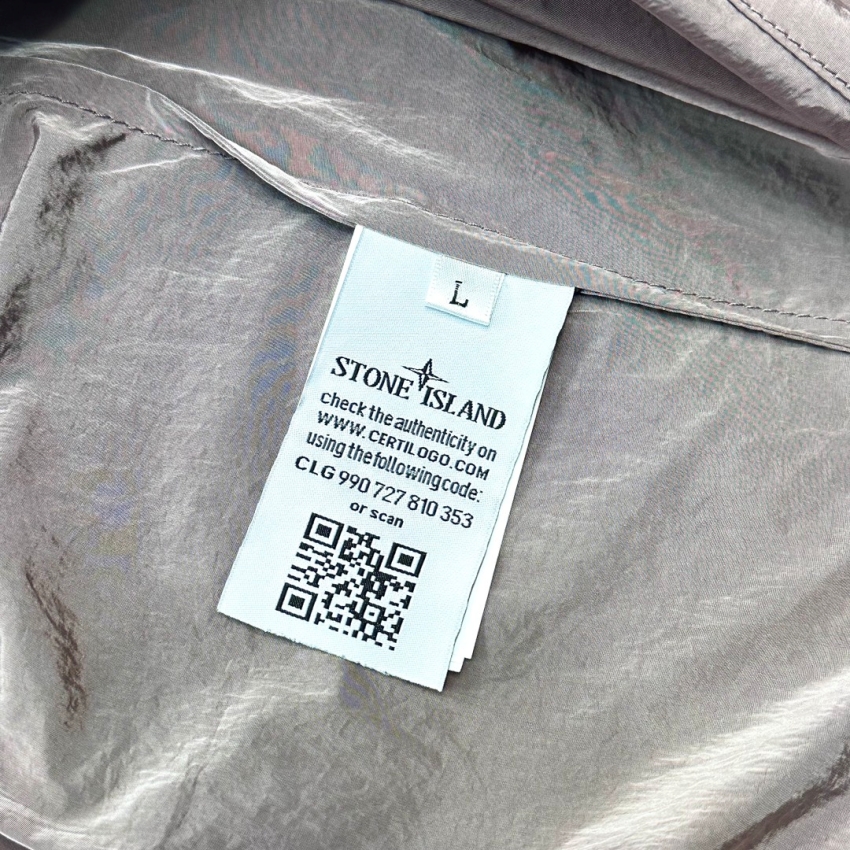 L
STONE ISLAND
check the authenticity on
WWW.CERTILOGO.COM
using the following code:
CLG 990 727 810 353
or scan